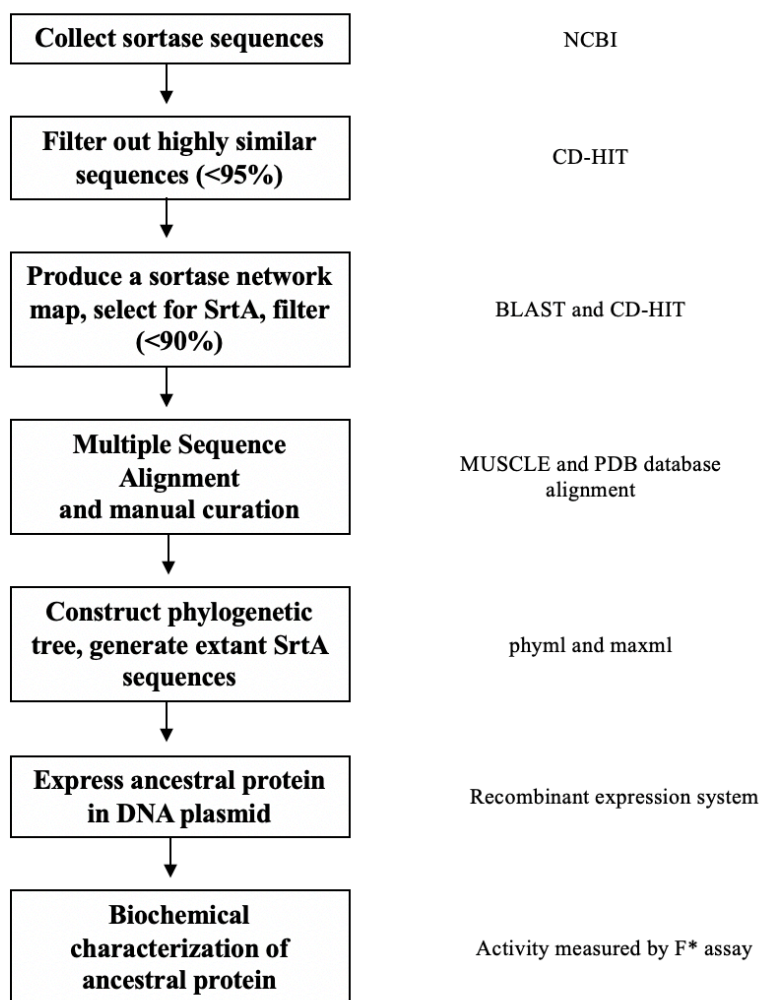 Collect sortase sequences
NCBI
Filter out highly similar
sequences (<95%)
CD-HIT
Produce a sortase network
map, select for SrtA, filter
(<90%)
BLAST and CD-HIT
Multiple Sequence
Alignment
and manual curation
MUSCLE and PDB database
alignment
Construct phylogenetic
tree, generate extant SrtA
sequences
phyml and maxml
Express ancestral protein
in DNA plasmid
Recombinant expression system
Biochemical
characterization of
ancestral protein
Activity measured by F* assay